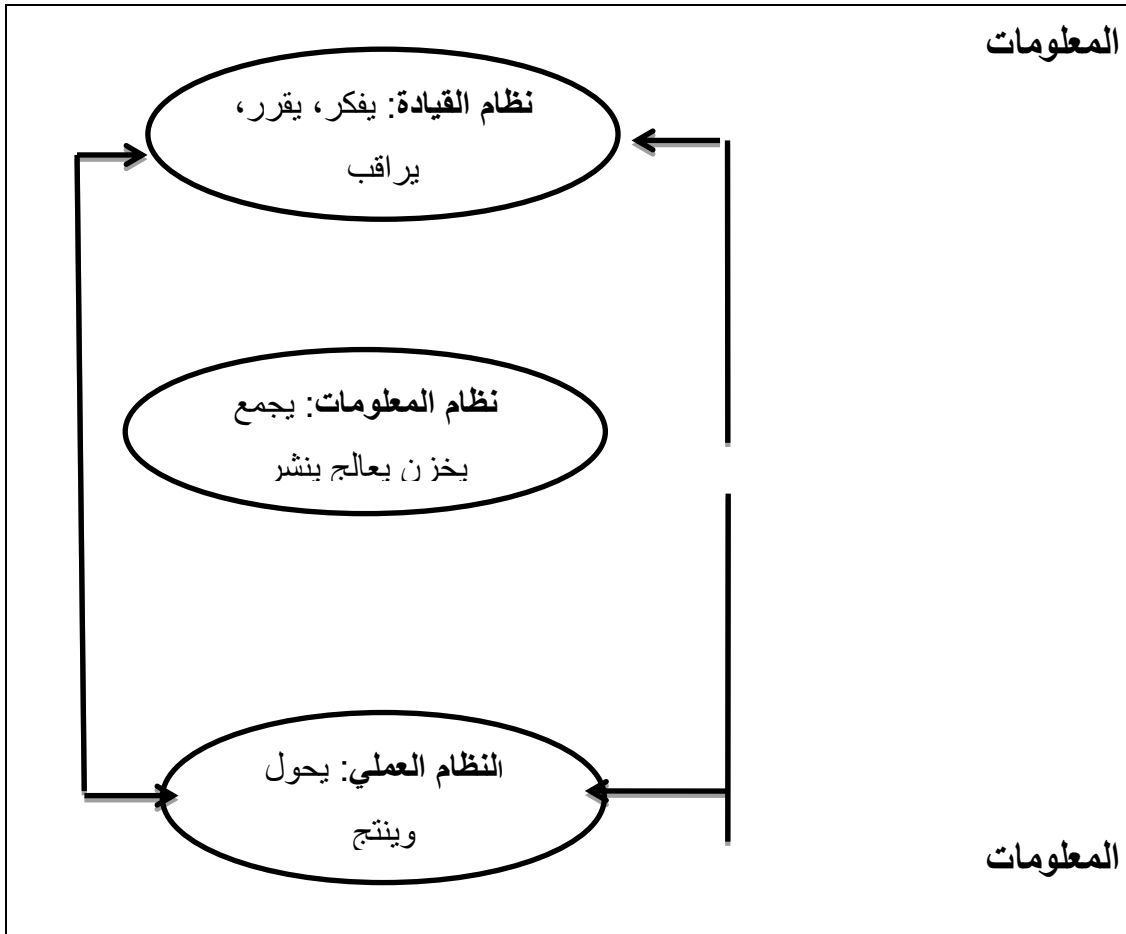 المعلومات
نظام القيادة: يفكر، يقرر،
يراقب
نظام المعلومات: يجمع
يخزن يعالج ينشر
النظام العملي: يحول
وينتج
المعلومات